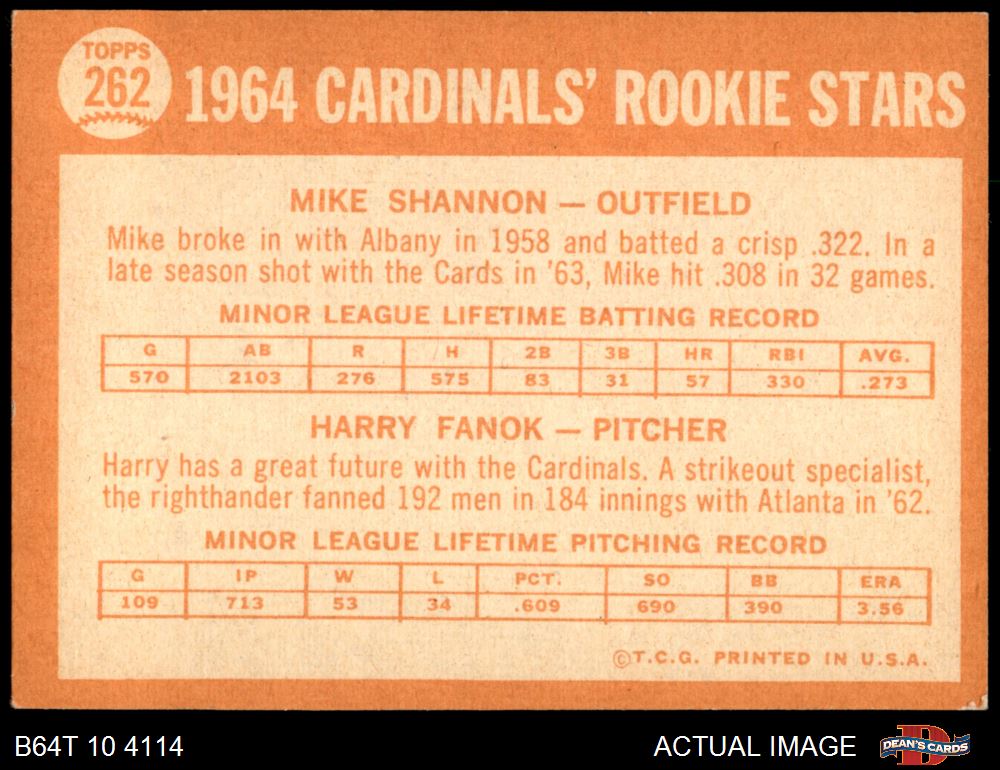 TOPPS
262
1964 CARDINALS' ROOKIE STARS
MIKE SHANNON — OUTFIELD
Mike broke in with Albany in 1958 and batted a crisp .322. In a
late season shot with the Cards in '63, Mike hit .308 in 32 games.
MINOR LEAGUE LIFETIME BATTING RECORD
G AB R H 2B 3B HR RBI AVG.
570 2103 276 575 83 31 57 330 .273
HARRY FANOK — PITCHER
Harry has a great future with the Cardinals. A strikeout specialist,
the righthander fanned 192 men in 184 innings with Atlanta in '62.
MINOR LEAGUE LIFETIME PITCHING RECORD
G IP W L PCT. SO BB ERA
109 713 53 34 .609 690 390 3.56
©T.C.G. PRINTED IN U.S.A.
B64T 10 4114
ACTUAL IMAGE
DEAN'S CARDS